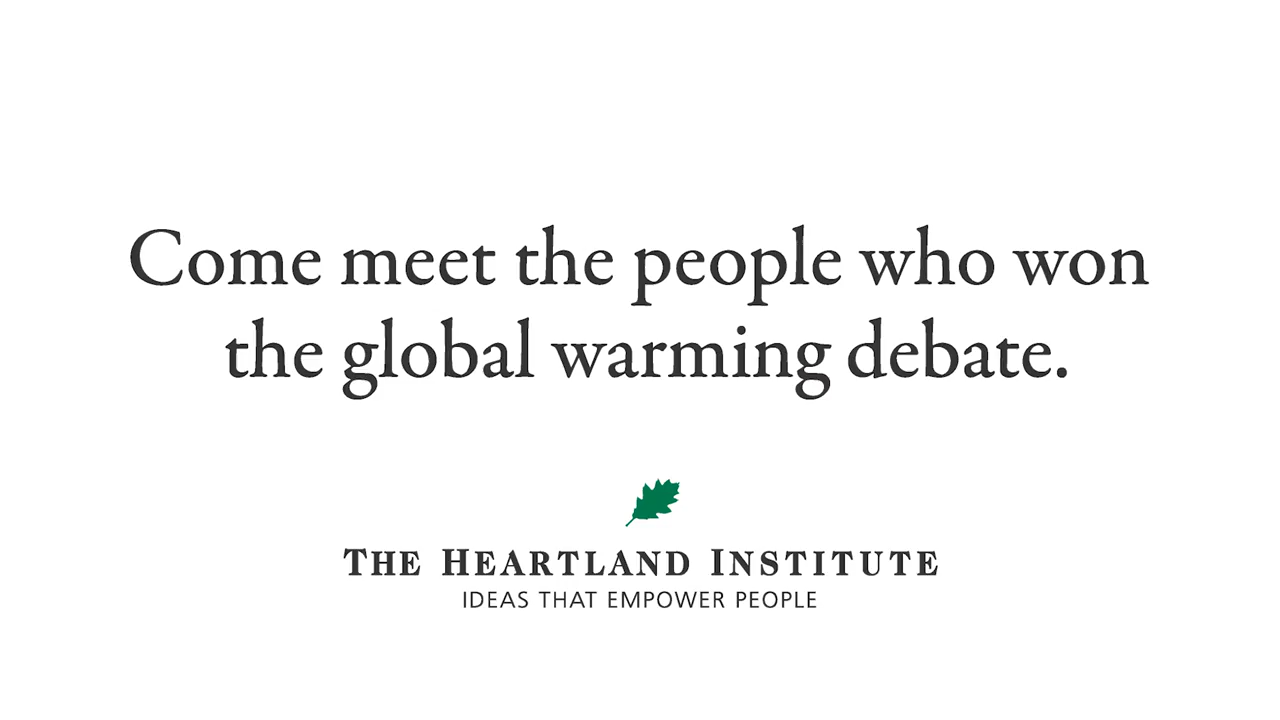 Come meet the people who won
the global warming debate.
THE HEARTLAND INSTITUTE
IDEAS THAT EMPOWER PEOPLE